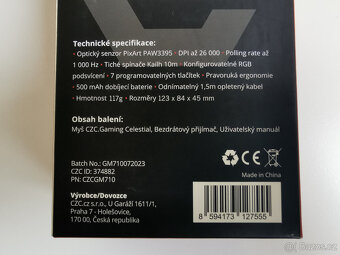 Technické specifikace:
• Optický senzor PixArt PAW3395 • DPI až 26 000 • Polling rate až
1 000 Hz • Tiché spínače Kailh 10m • Konfigurovatelné RGB
podsvícení • 7 programovatelných tlačítek • Pravoruká ergonomie
• 500 mAh dobíjecí baterie • Odnímatelný 1,5m opletený kabel
• Hmotnost 117g • Rozměry 123 x 84 x 45 mm
Obsah balení:
Myš CZC.Gaming Celestial, Bezdrátový přijímač, Uživatelský manuál
Batch No.: GM710072023
CZC ID: 374882
P/N: CZCGM710
Výrobce/Dovozce
CZC.cz s.r.o., U Garáží 1611/1,
Praha 7 - Holešovice,
170 00, Česká republika
CE
Made in China
8 594173 127555